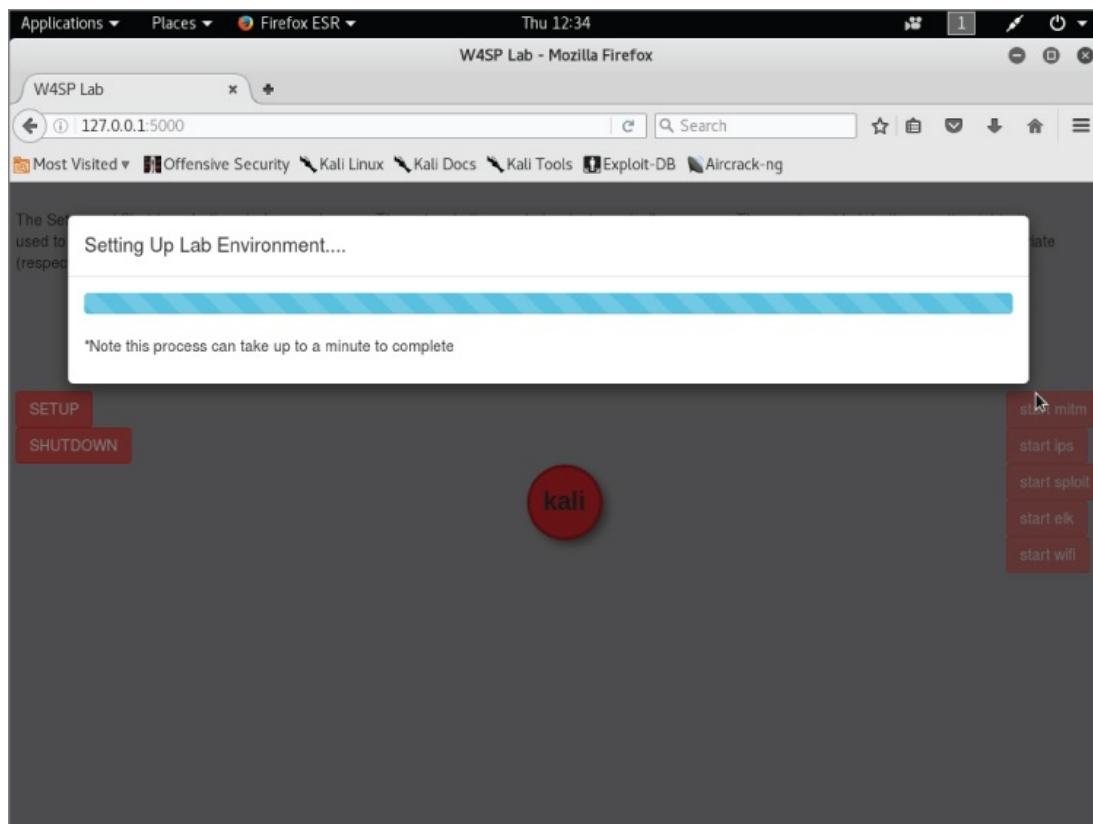 Applications Places Firefox ESR Thu 12:34 1
W4SP Lab - Mozilla Firefox
W4SP Lab
127.0.0.1:5000 Search
Most Visited Offensive Security Kali Linux Kali Docs Kali Tools Exploit-DB Aircrack-ng
The Set
used to
(respec
Setting Up Lab Environment....
*Note this process can take up to a minute to complete
SETUP
SHUTDOWN
kali
start mitm
start ips
start sploit
start elk
start wifi